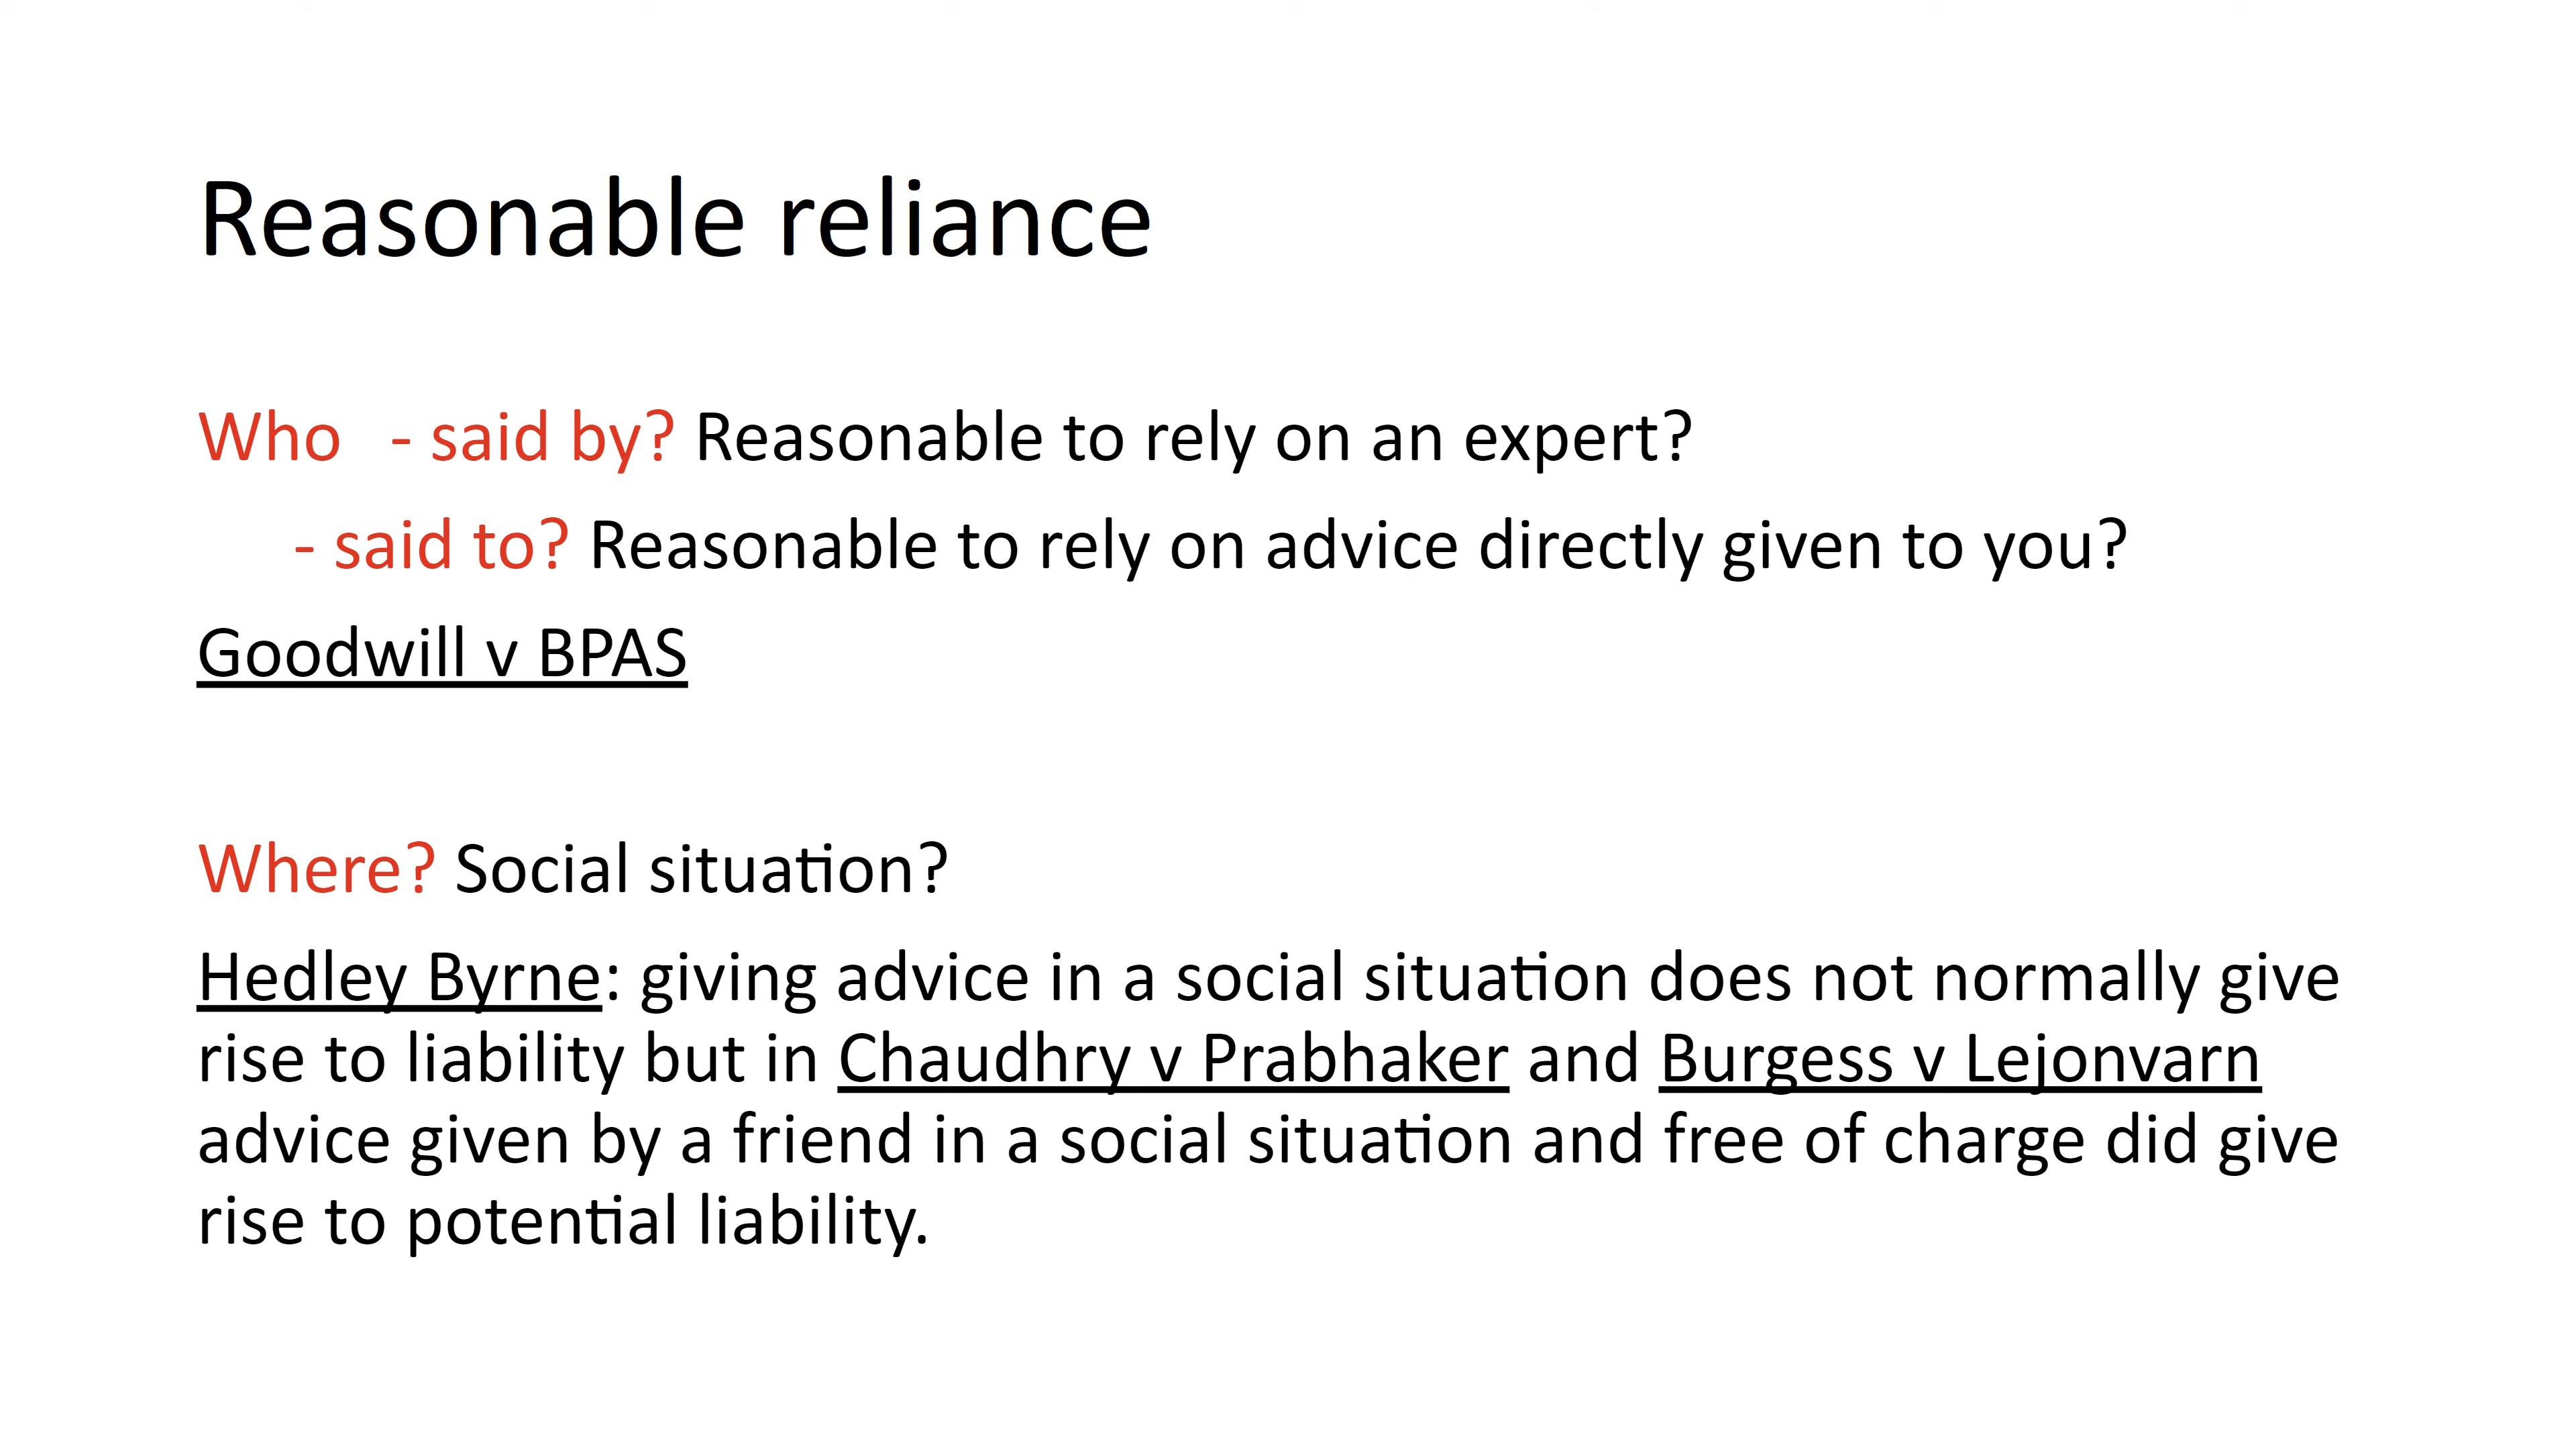 Reasonable reliance
Who - said by? Reasonable to rely on an expert?
- said to? Reasonable to rely on advice directly given to you?
Goodwill v BPAS
Where? Social situation?
Hedley Byrne: giving advice in a social situation does not normally give
rise to liability but in Chaudhry v Prabhaker and Burgess v Lejonvarn
advice given by a friend in a social situation and free of charge did give
rise to potential liability.